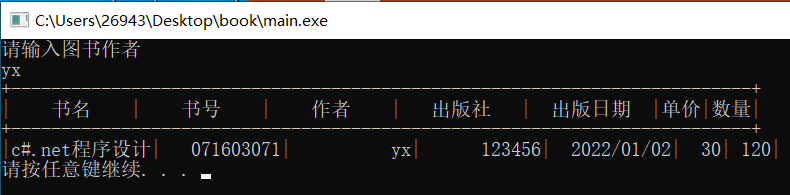 C:\Users\26943\Desktop\book\main.exe
请输入图书作者
yx
+--------------------------------------------------------------------------+
|    书名    |    书号    |    作者    |    出版社    |  出版日期  |单价|数量|
+--------------------------------------------------------------------------+
|c#.net程序设计|   071603071|          yx|       123456|  2022/01/02|  30| 120|
请按任意键继续. . .